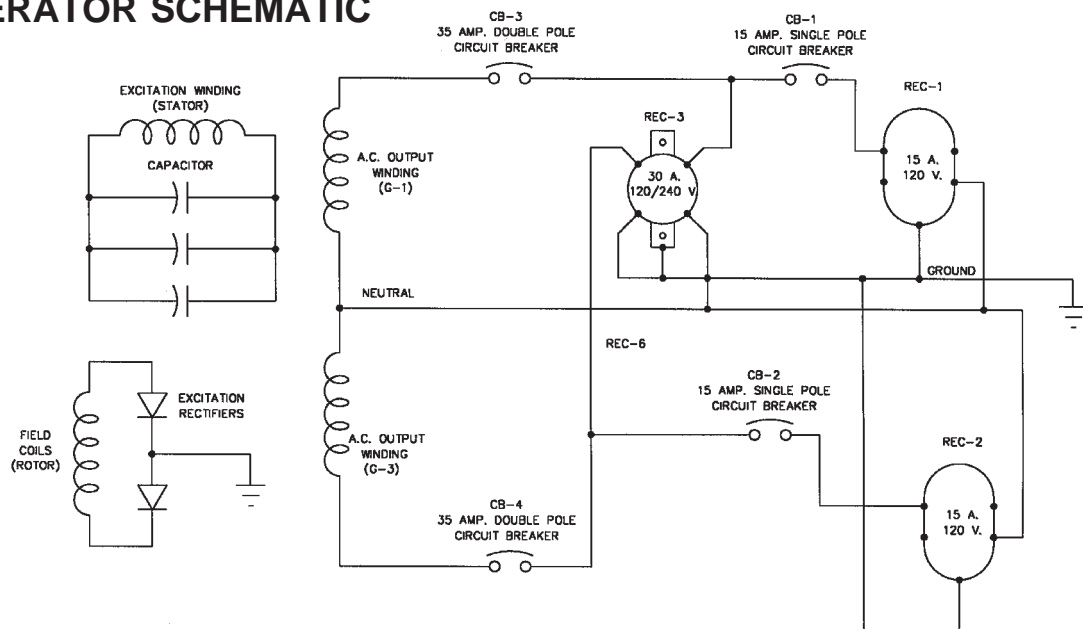 ERATOR SCHEMATIC
CB-3
35 AMP. DOUBLE POLE
CIRCUIT BREAKER
CB-1
15 AMP. SINGLE POLE
CIRCUIT BREAKER
EXCITATION WINDING
(STATOR)
CAPACITOR
A.C. OUTPUT
WINDING
(G-1)
REC-3
30 A.
120/240 V
REC-1
15 A.
120 V.
GROUND
NEUTRAL
REC-6
CB-2
15 AMP. SINGLE POLE
CIRCUIT BREAKER
EXCITATION
RECTIFIERS
FIELD
COILS
(ROTOR)
A.C. OUTPUT
WINDING
(G-3)
REC-2
15 A.
120 V.
CB-4
35 AMP. DOUBLE POLE
CIRCUIT BREAKER